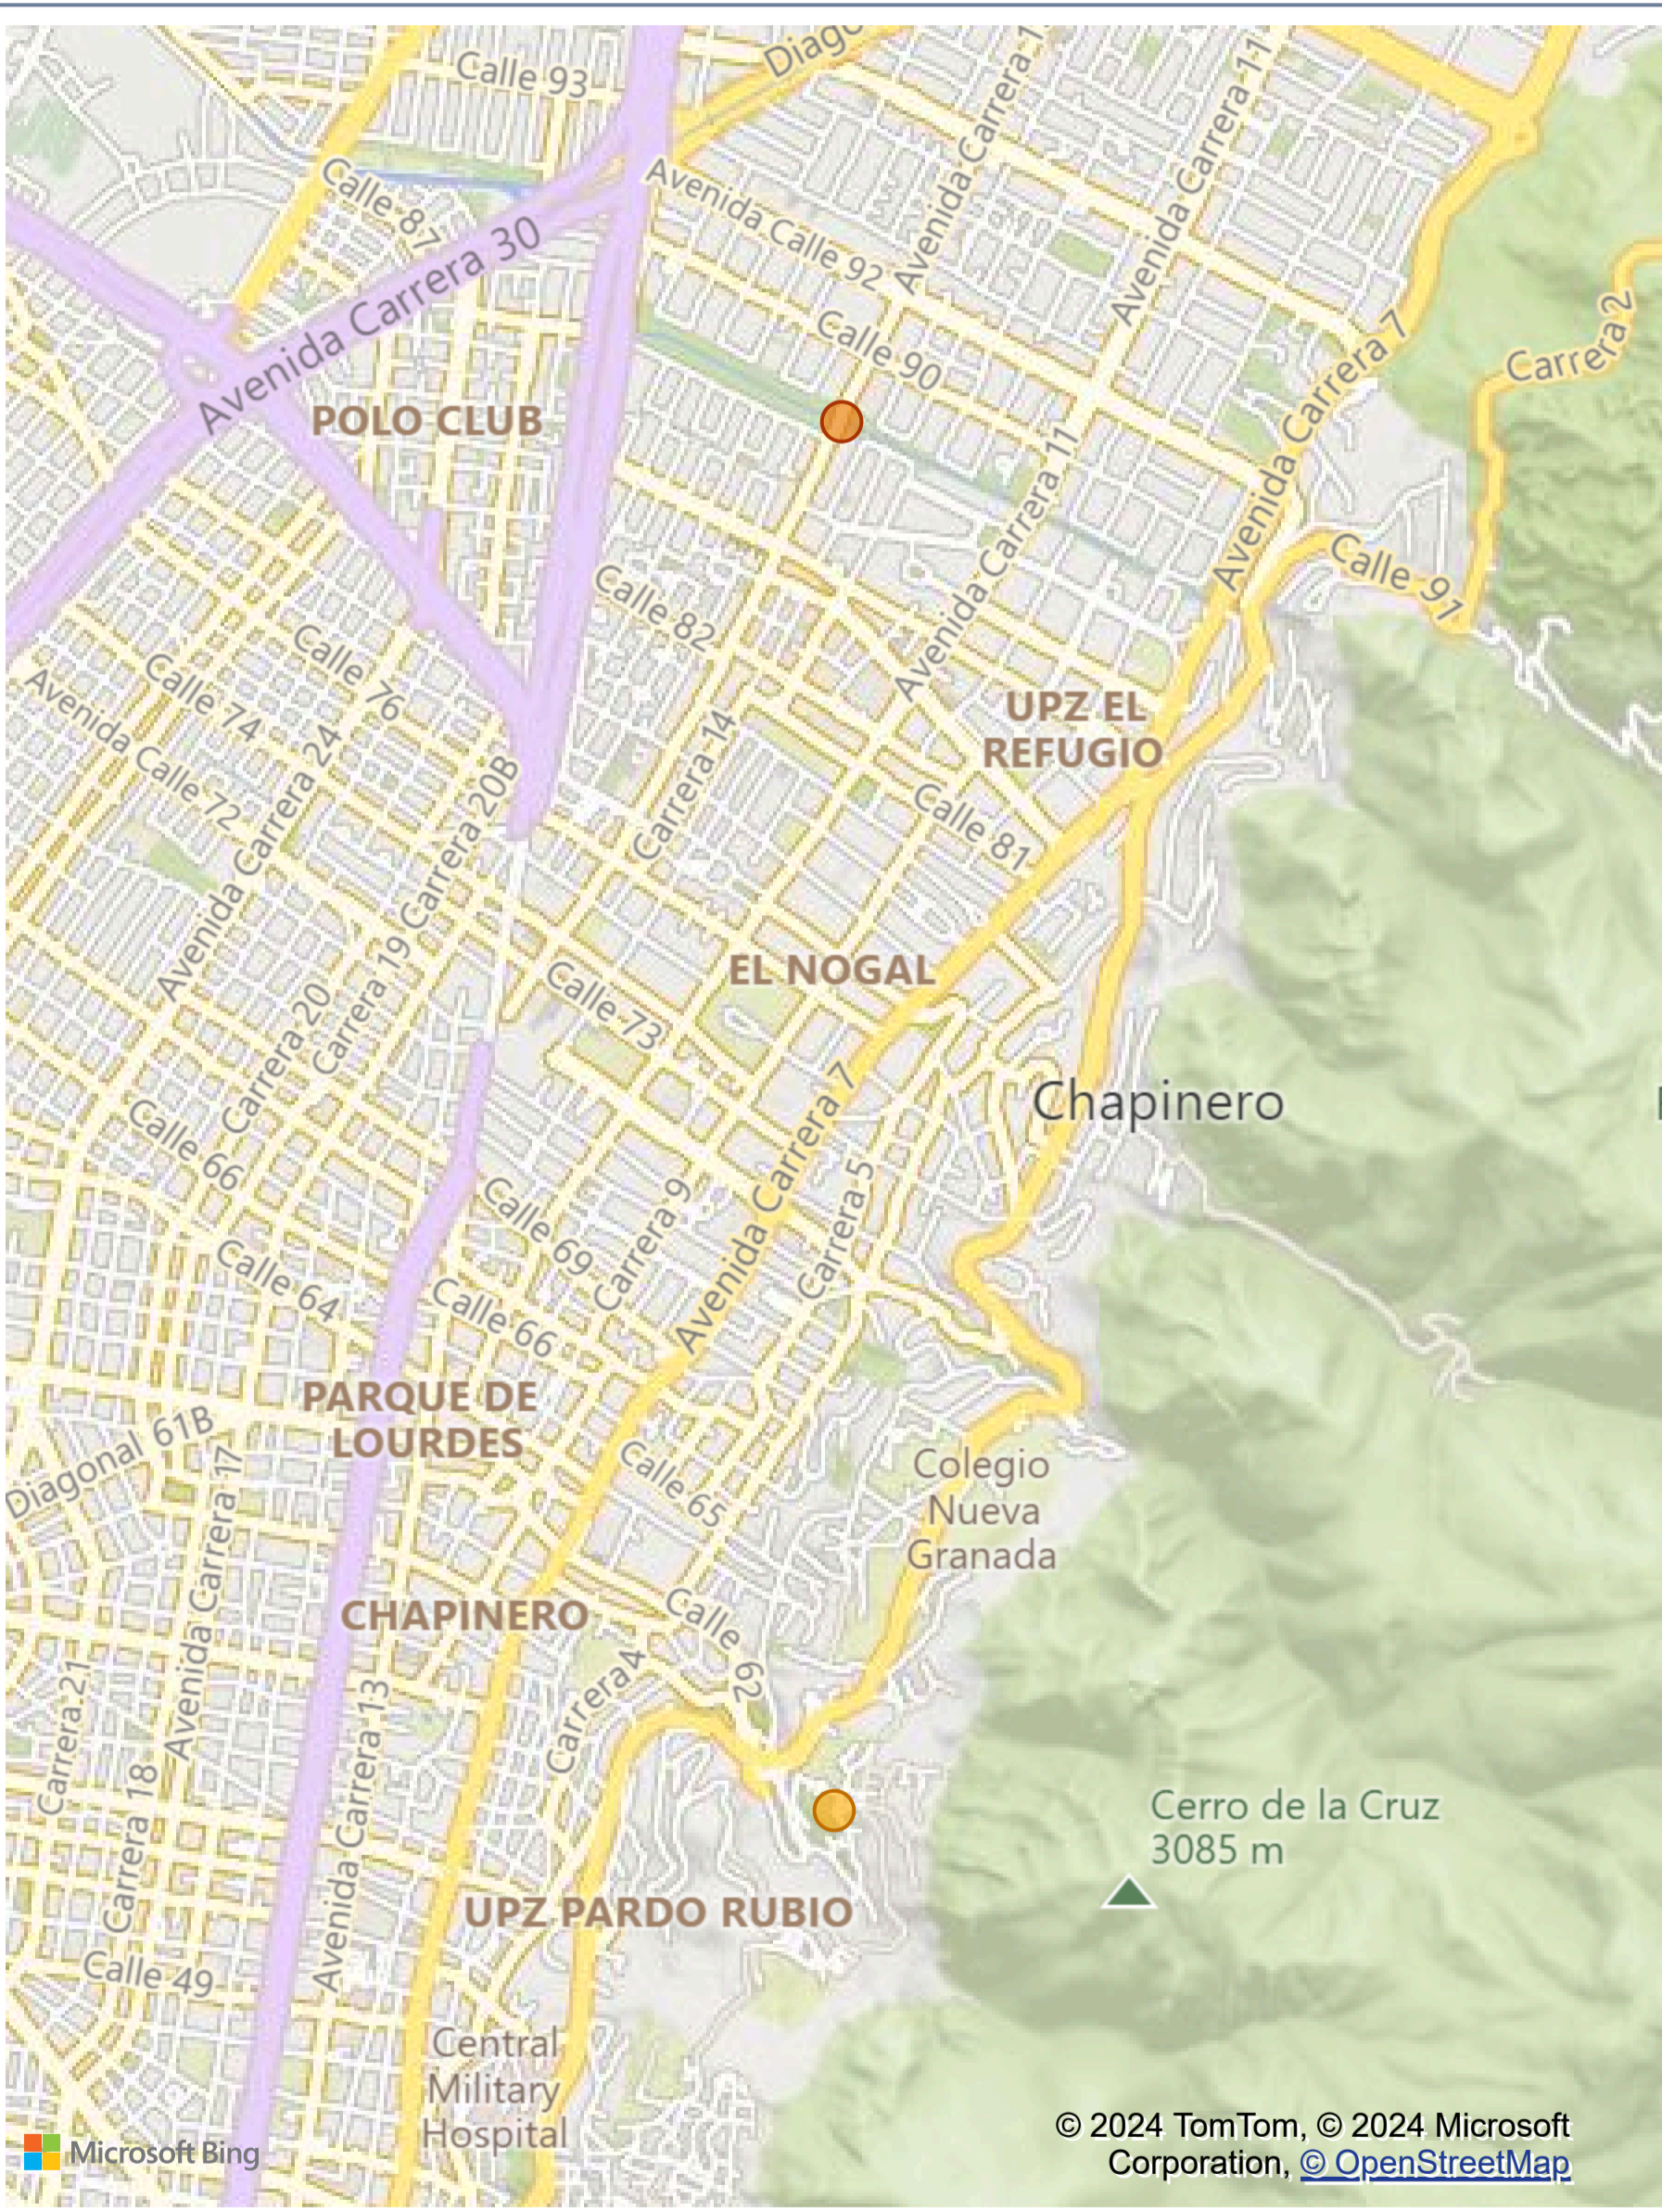 Calle 93
Diago
Avenida Carrera 1
Avenida Carrera 11
Calle 87
Avenida Carrera 30
Avenida Calle 92
Calle 90
Avenida Carrera 7
Carrera 2
POLO CLUB
Avenida Carrera 11
Calle 91
Calle 82
Calle 76
Calle 74
Avenida Calle 72
Avenida Carrera 24
Carrera 20B
Carrera 14
UPZ EL
REFUGIO
Calle 81
Carrera 19
Carrera 20
EL NOGAL
Calle 73
Avenida Carrera 7
Chapinero
Calle 66
Calle 69
Carrera 9
Carrera 5
Calle 64
Calle 66
PARQUE DE
LOURDES
Diagonal 61B
Avenida Carrera 17
Calle 65
Colegio
Nueva
Granada
CHAPINERO
Calle 62
Carrera 4
Carrera 21
Carrera 18
Avenida Carrera 13
Cerro de la Cruz
3085 m
UPZ PARDO RUBIO
Calle 49
Central
Military
Hospital
Microsoft Bing
© 2024 TomTom, © 2024 Microsoft
Corporation, © OpenStreetMap